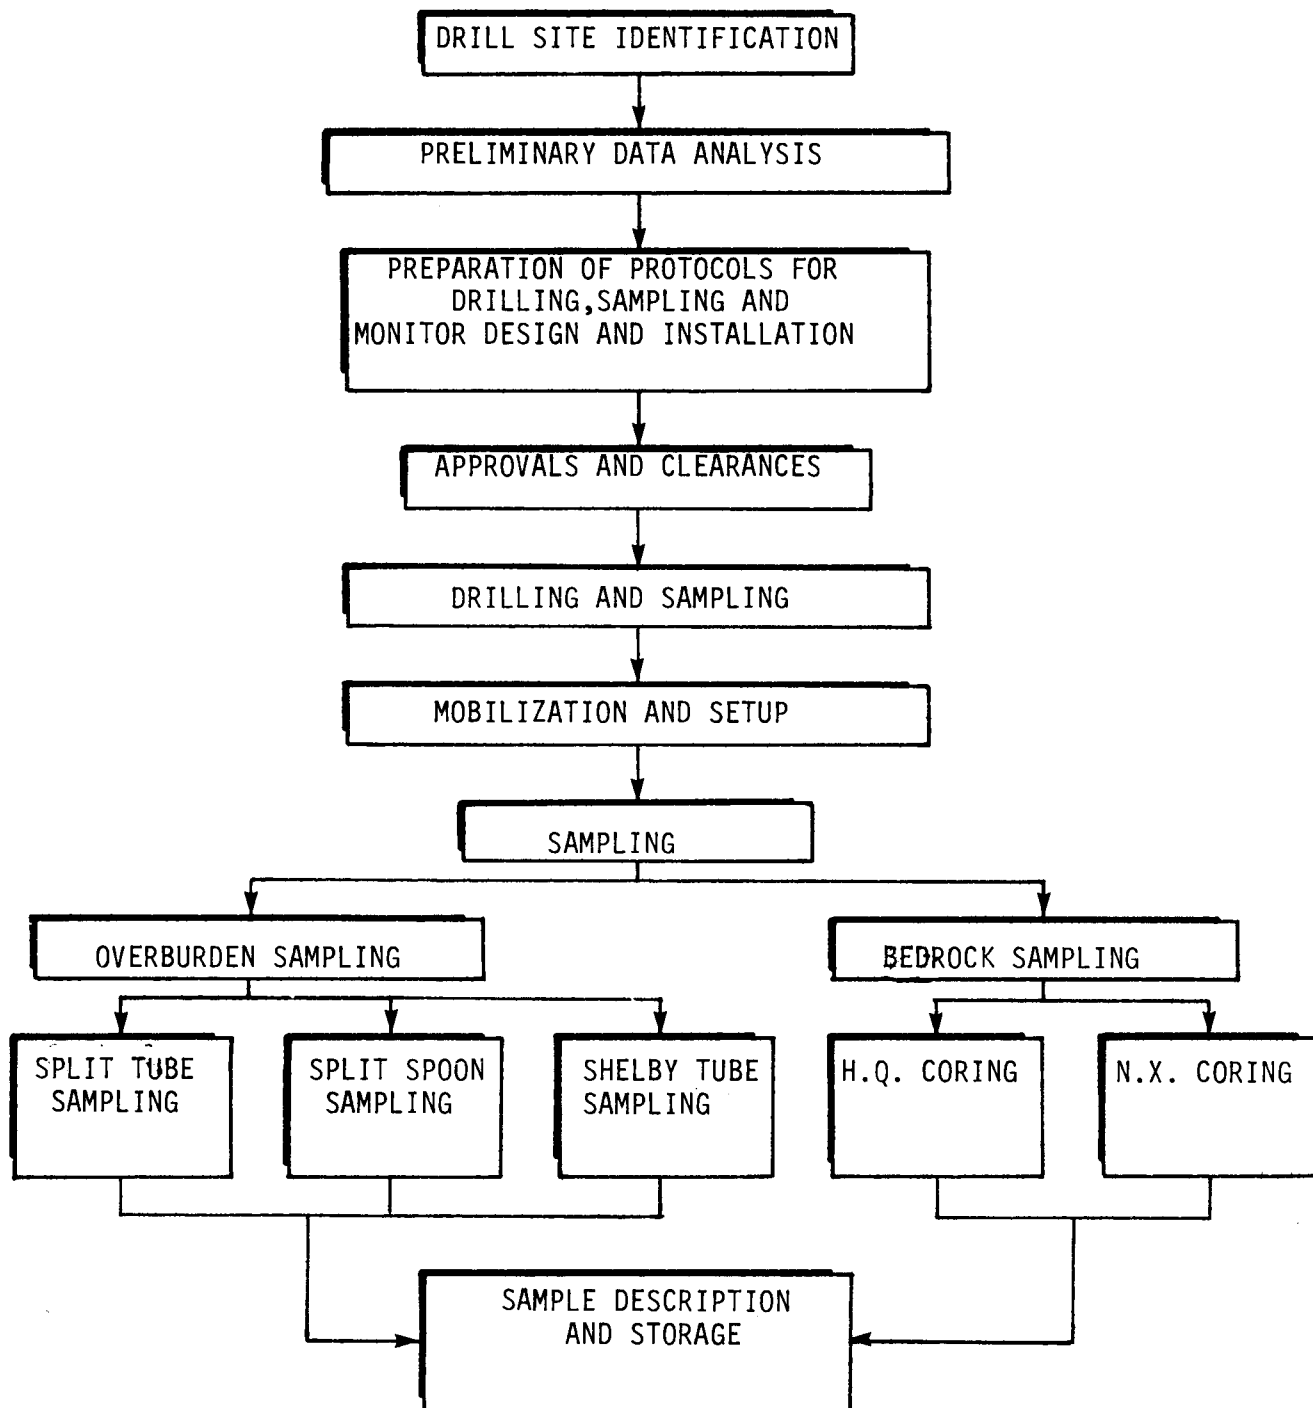 DRILL SITE IDENTIFICATION
PRELIMINARY DATA ANALYSIS
PREPARATION OF PROTOCOLS FOR
DRILLING,SAMPLING AND
MONITOR DESIGN AND INSTALLATION
APPROVALS AND CLEARANCES
DRILLING AND SAMPLING
MOBILIZATION AND SETUP
SAMPLING
OVERBURDEN SAMPLING
BEDROCK SAMPLING
SPLIT TUBE
SAMPLING
SPLIT SPOON
SAMPLING
SHELBY TUBE
SAMPLING
H.Q. CORING
N.X. CORING
SAMPLE DESCRIPTION
AND STORAGE